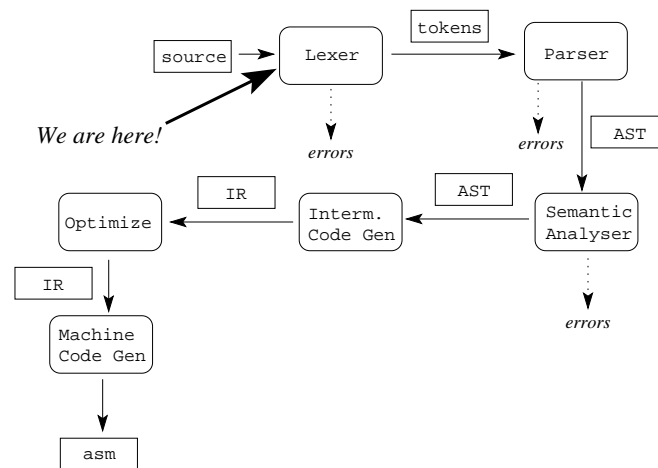 source
Lexer
tokens
Parser
We are here!
errors
errors
AST
Optimize
IR
Interm.
Code Gen
AST
Semantic
Analyser
IR
errors
Machine
Code Gen
asm